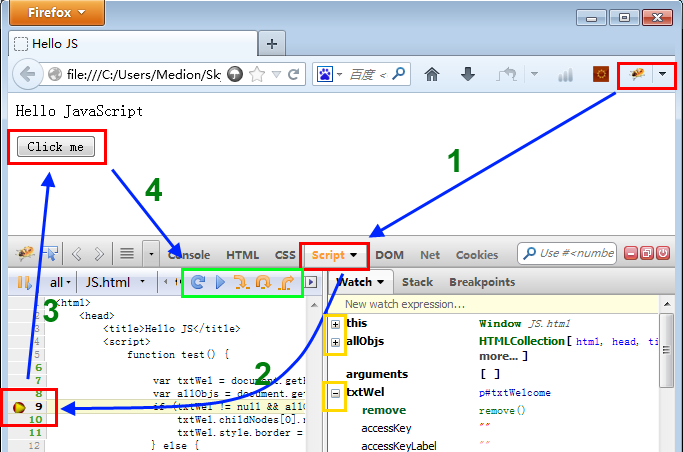 Firefox
Hello JS
file:///C:/Users/Medion/Sky
百度 <
Hello JavaScript
Click me
1
4
Console HTML CSS Script DOM Net Cookies
Use #<numbe
all JS.html
Watch Stack Breakpoints
New watch expression...
3
2
1 <html>
2 <head>
3 <title>Hello JS</title>
4 <script>
5 function test() {
6
7 var txtWel = document.getE
8 var allObjs = document.get
9 if (txtWel != null && allO
10 txtWel.childNodes[0].r
11 txtWel.style.border =
12 } else {
this Window JS.html
allObjs HTMLCollection[ html, head, ti
more... ]
arguments [ ]
txtWel p#txtWelcome
remove remove()
accessKey ""
accessKeyLabel ""